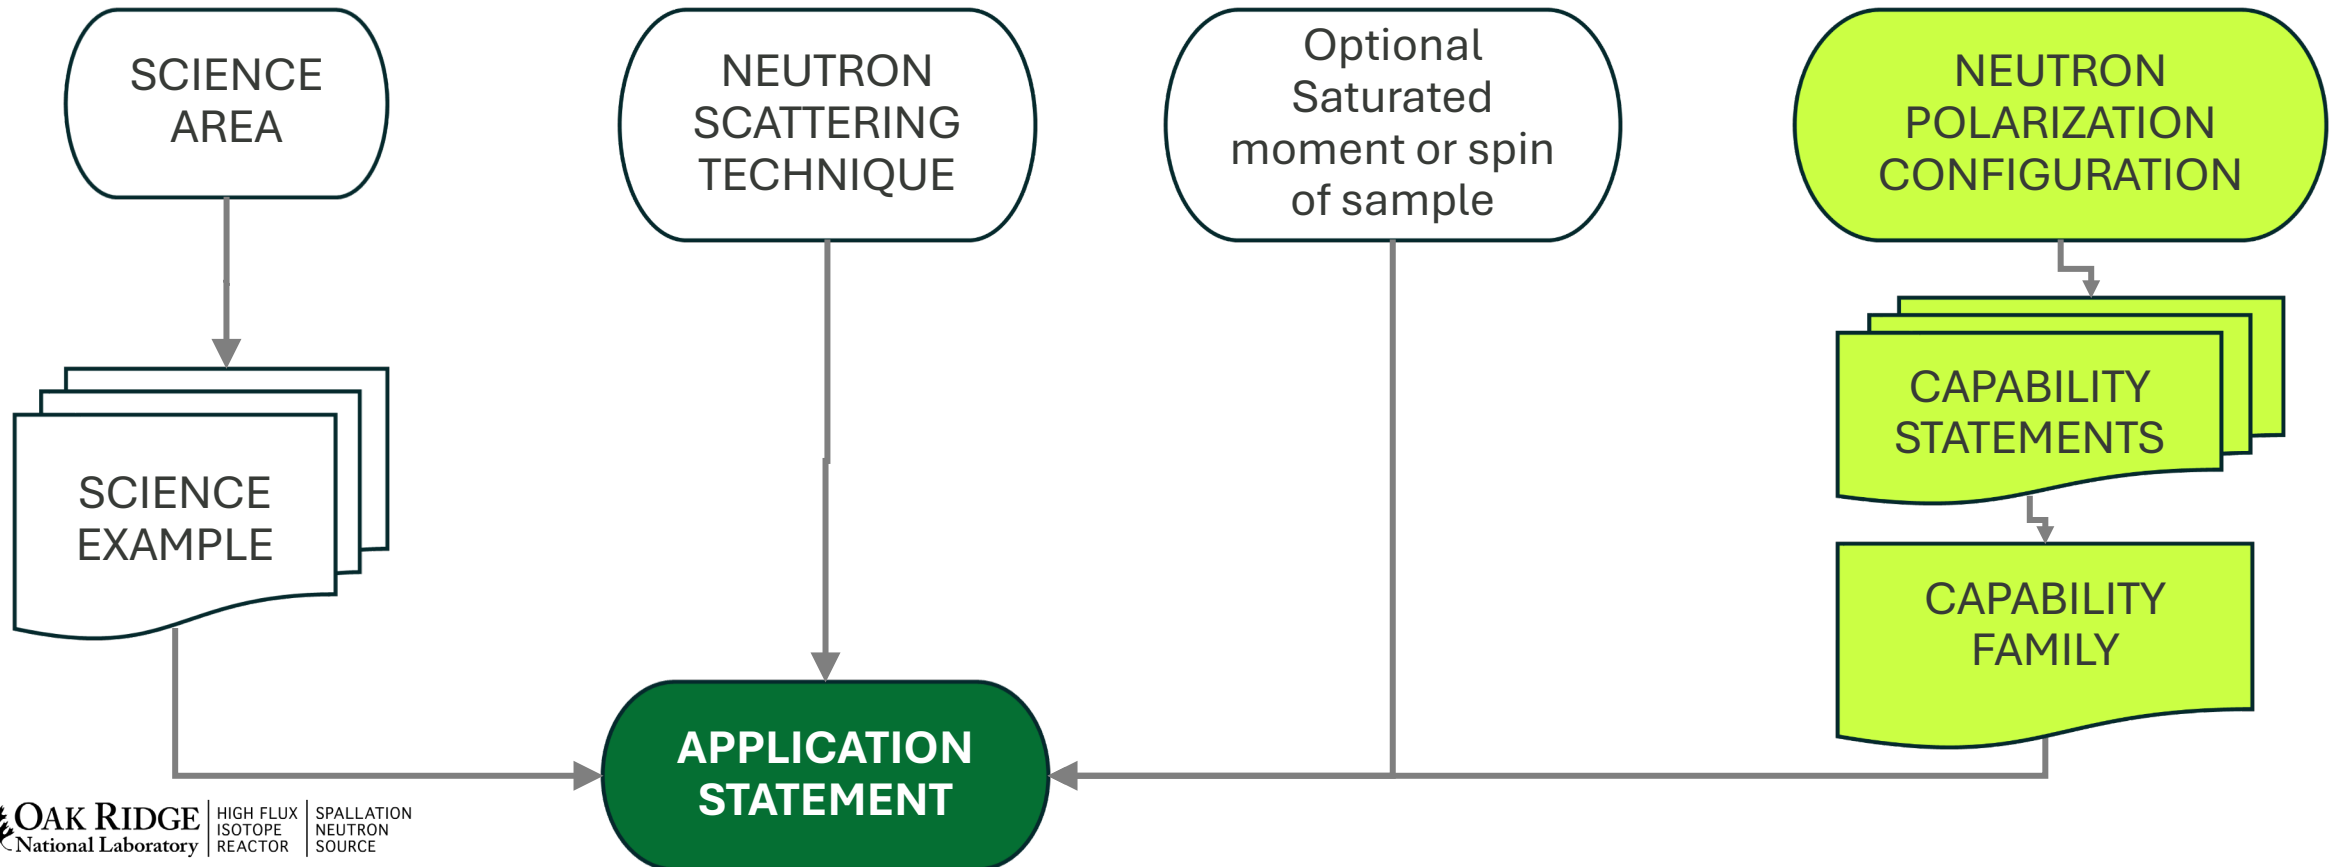 SCIENCE
AREA
NEUTRON
SCATTERING
TECHNIQUE
Optional
Saturated
moment or spin
of sample
NEUTRON
POLARIZATION
CONFIGURATION
CAPABILITY
STATEMENTS
SCIENCE
EXAMPLE
CAPABILITY
FAMILY
APPLICATION
STATEMENT
OAK RIDGE
National Laboratory
HIGH FLUX
ISOTOPE
REACTOR
SPALLATION
NEUTRON
SOURCE